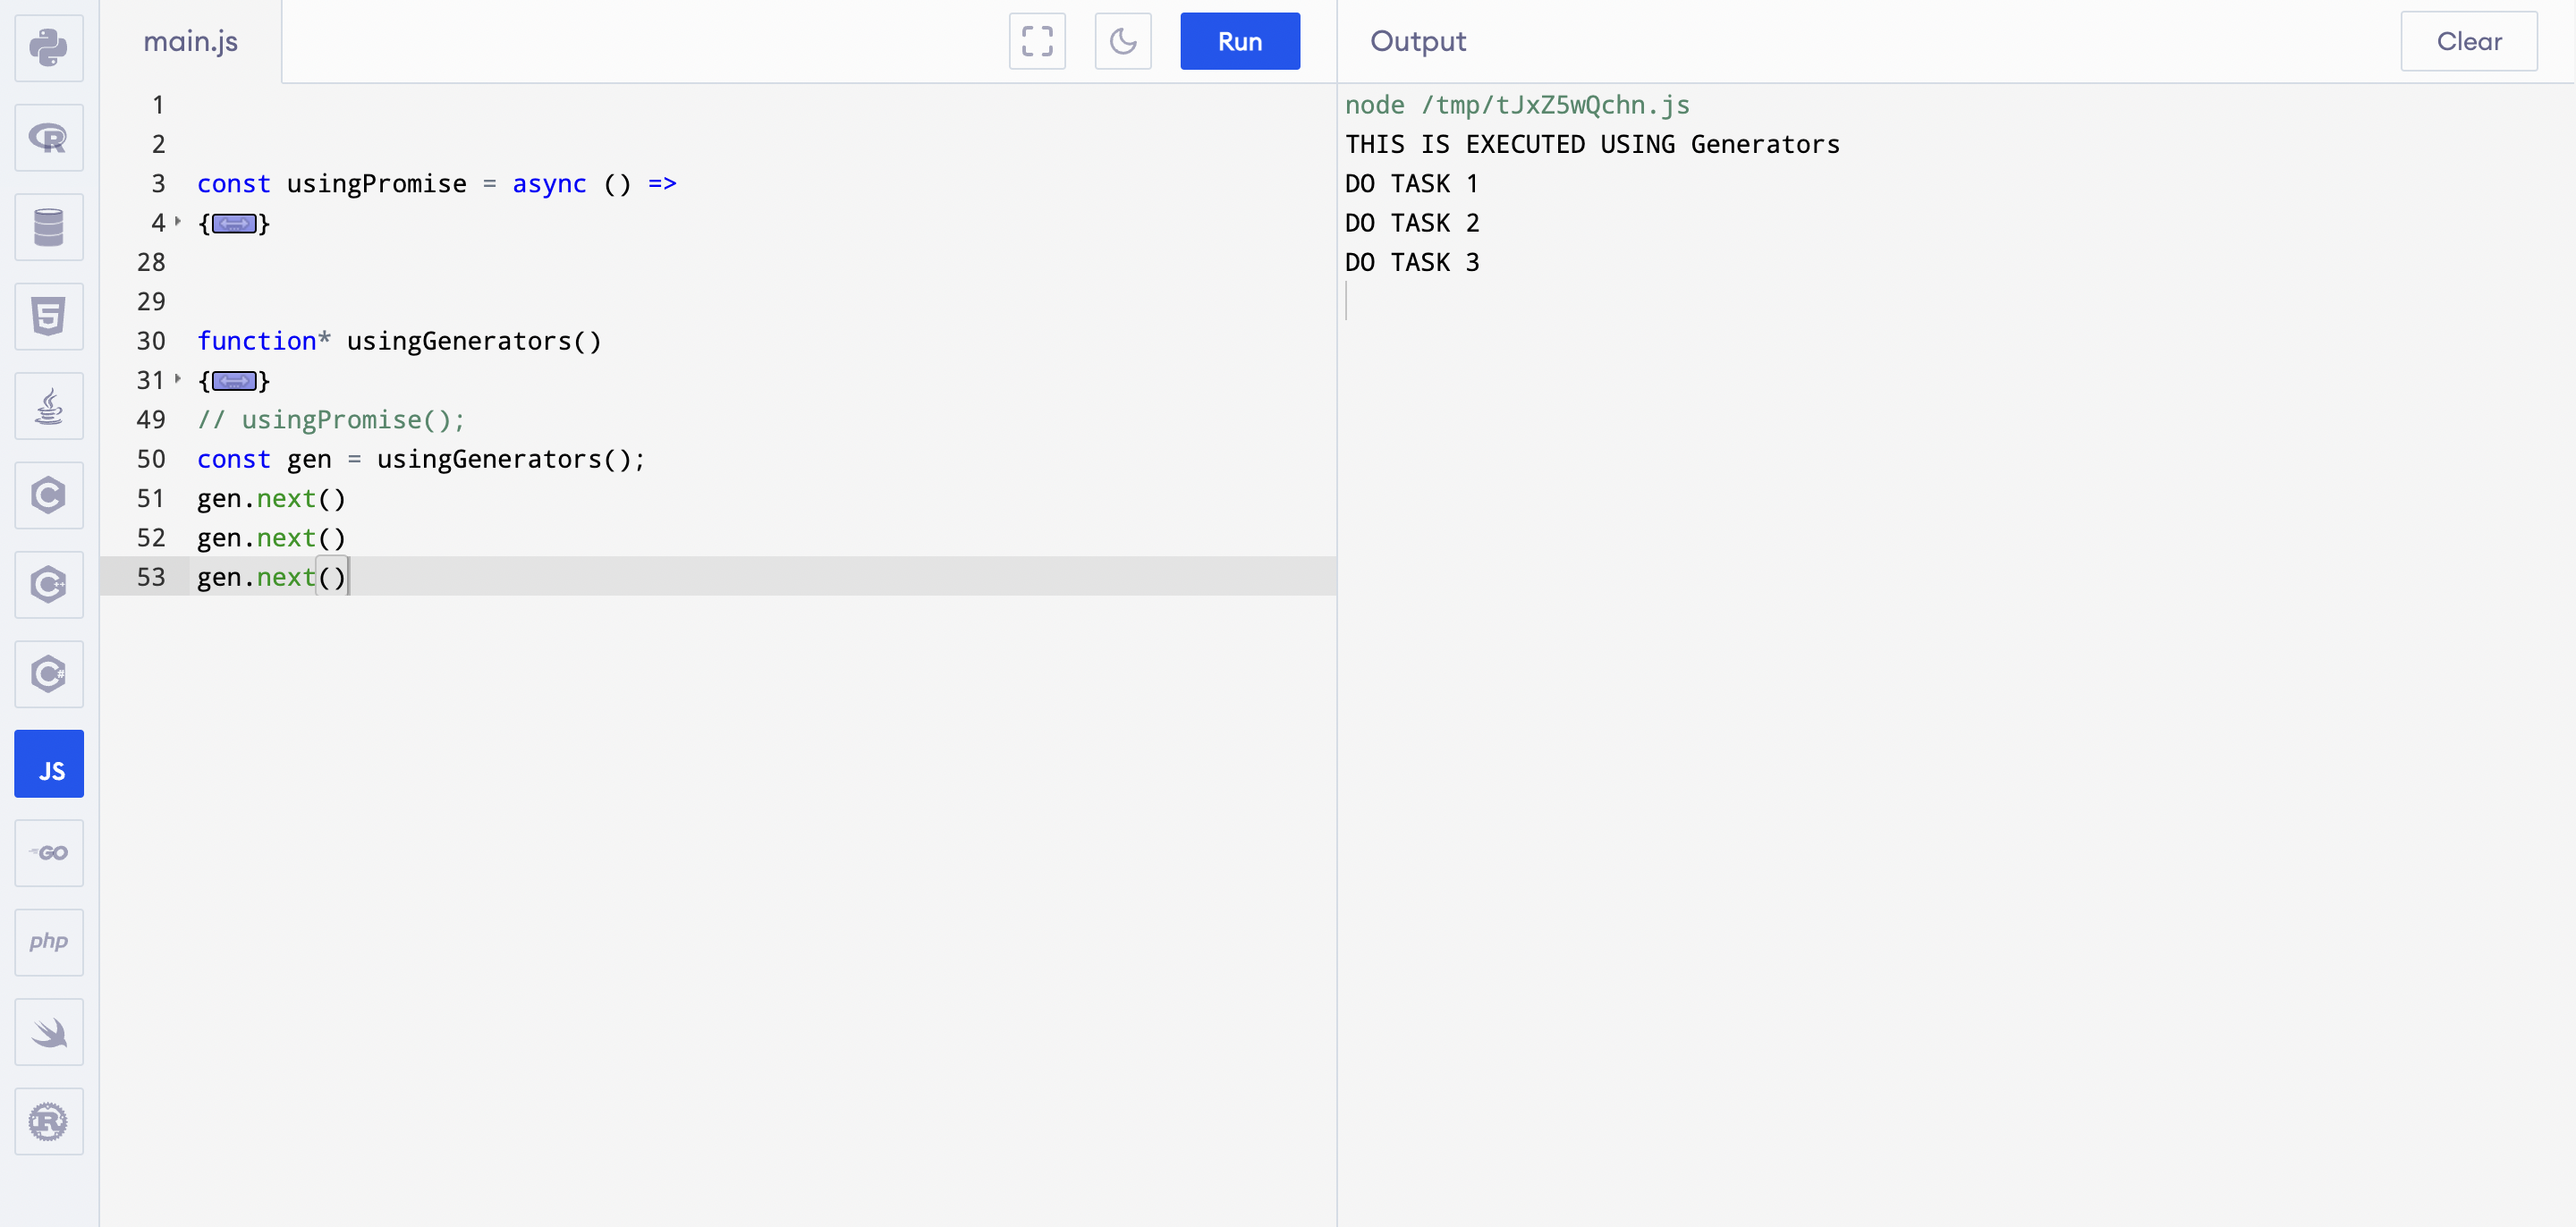 main.js
Run
Output
Clear
1
2
3 const usingPromise = async () =>
4 {}
28
29
30 function* usingGenerators()
31 {}
49 // usingPromise();
50 const gen = usingGenerators();
51 gen.next()
52 gen.next()
53 gen.next()
node /tmp/tJxZ5wQchn.js
THIS IS EXECUTED USING Generators
DO TASK 1
DO TASK 2
DO TASK 3
R
5
C
C++
C#
JS
GO
php
R